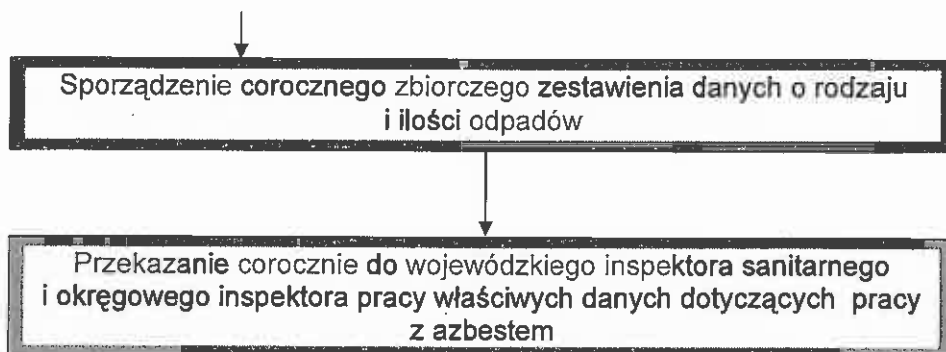 Sporządzenie corocznego zbiorczego zestawienia danych o rodzaju
i ilości odpadów
Przekazanie corocznie do wojewódzkiego inspektora sanitarnego
i okręgowego inspektora pracy właściwych danych dotyczących pracy
z azbestem